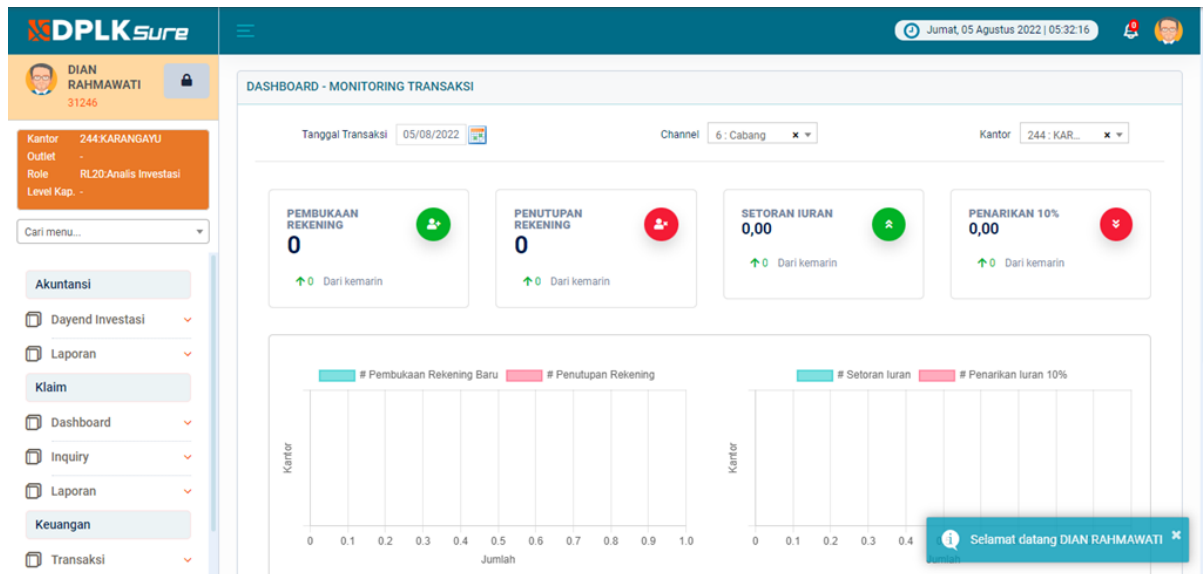 DPLKSure
Jumat, 05 Agustus 2022 | 05:32:16
0
DIAN
RAHMAWATI
31246
Kantor 244:KARANGAYU
Outlet -
Role RL20:Analis Investasi
Level Kap. -
Cari menu...
Akuntansi
Dayend Investasi
Laporan
Klaim
Dashboard
Inquiry
Laporan
Keuangan
Transaksi
DASHBOARD - MONITORING TRANSAKSI
Tanggal Transaksi 05/08/2022
Channel 6 : Cabang × 
Kantor 244 : KAR... ×
PEMBUKAAN
REKENING
0
0 Dari kemarin
PENUTUPAN
REKENING
0
0 Dari kemarin
SETORAN IURAN
0,00
0 Dari kemarin
PENARIKAN 10%
0,00
0 Dari kemarin
# Pembukaan Rekening Baru # Penutupan Rekening
Kantor
0 0.1 0.2 0.3 0.4 0.5 0.6 0.7 0.8 0.9 1.0
Jumlah
# Setoran Iuran # Penarikan Iuran 10%
Kantor
0 0.1 0.2 0.3 0.4
Jumlah
Selamat datang DIAN RAHMAWATI ×